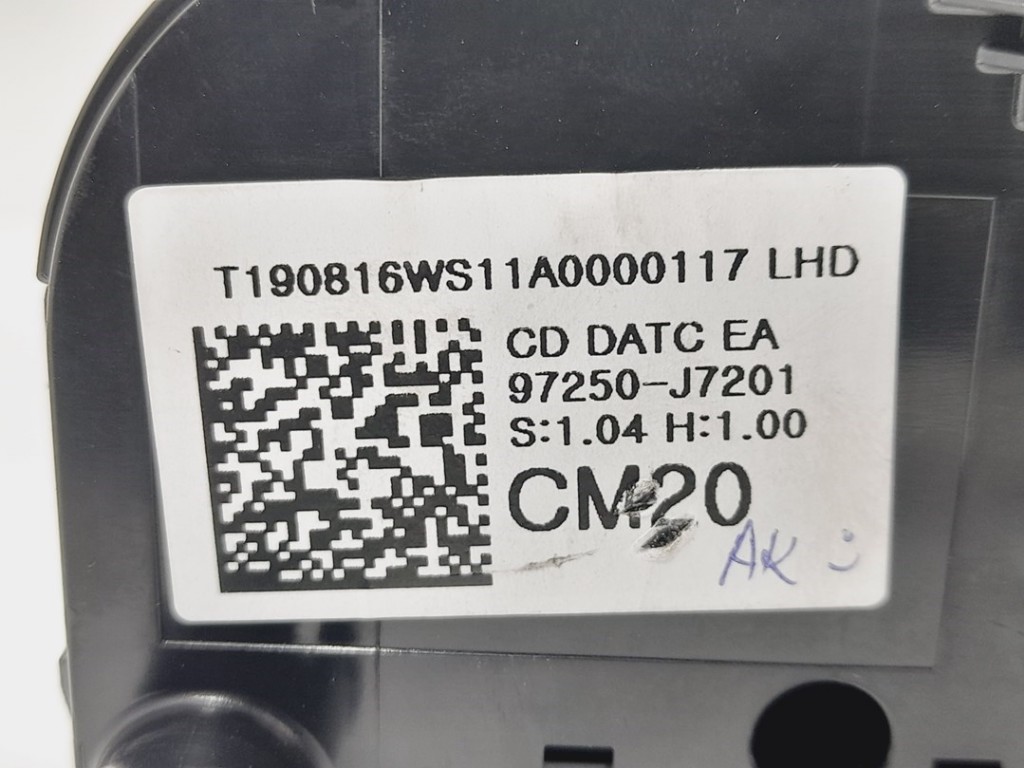 T190816WS11A0000117 LHD
CD DATC EA
97250-J7201
S:1.04 H:1.00
CM20
AK :)